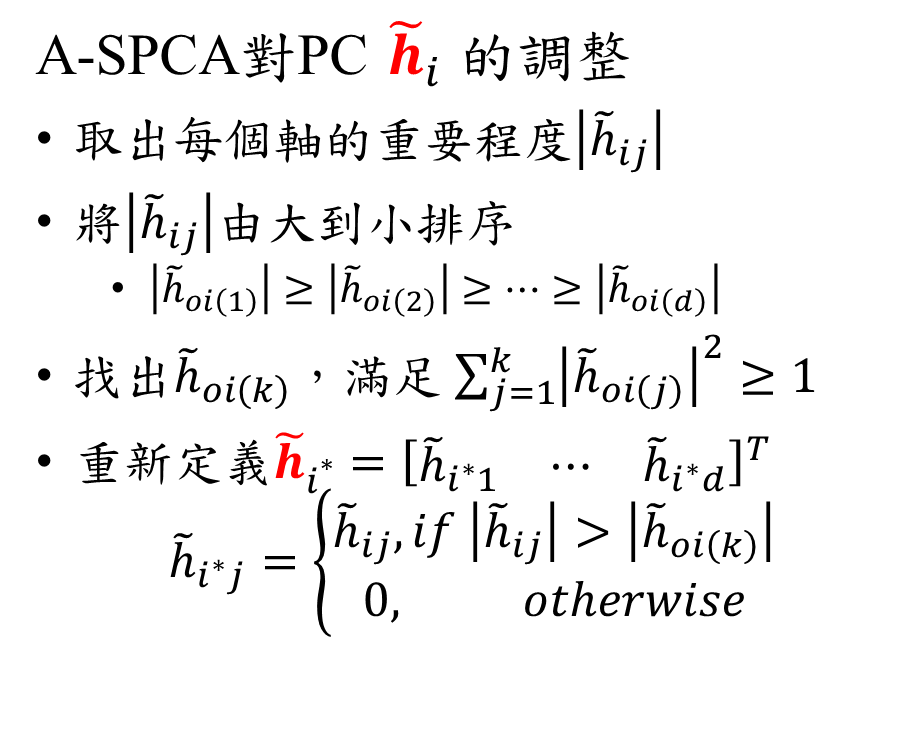 A-SPCA對PC 𝒉̃ᵢ 的調整
• 取出每個軸的重要程度|h̃_{ij}|
• 將|h̃_{ij}|由大到小排序
• |h̃_{oi(1)}| ≥ |h̃_{oi(2)}| ≥ ⋯ ≥ |h̃_{oi(d)}|
• 找出h̃_{oi(k)},滿足 ∑_{j=1}^{k}|h̃_{oi(j)}|² ≥ 1
• 重新定義𝒉̃_{i*} = [h̃_{i*1} ⋯ h̃_{i*d}]ᵀ
h̃_{i*j} = { h̃_{ij}, if |h̃_{ij}| > |h̃_{oi(k)}|
0, otherwise